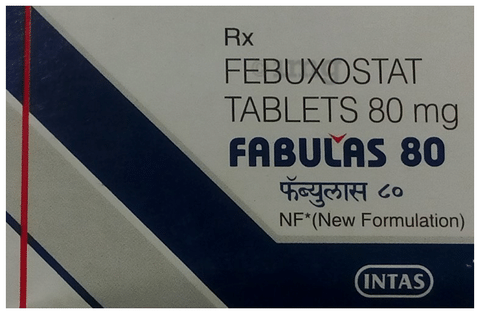 Rx
FEBUXOSTAT
TABLETS 80 mg
FABULAS 80
फॅब्युलास ८०
NF*(New Formulation)
INTAS